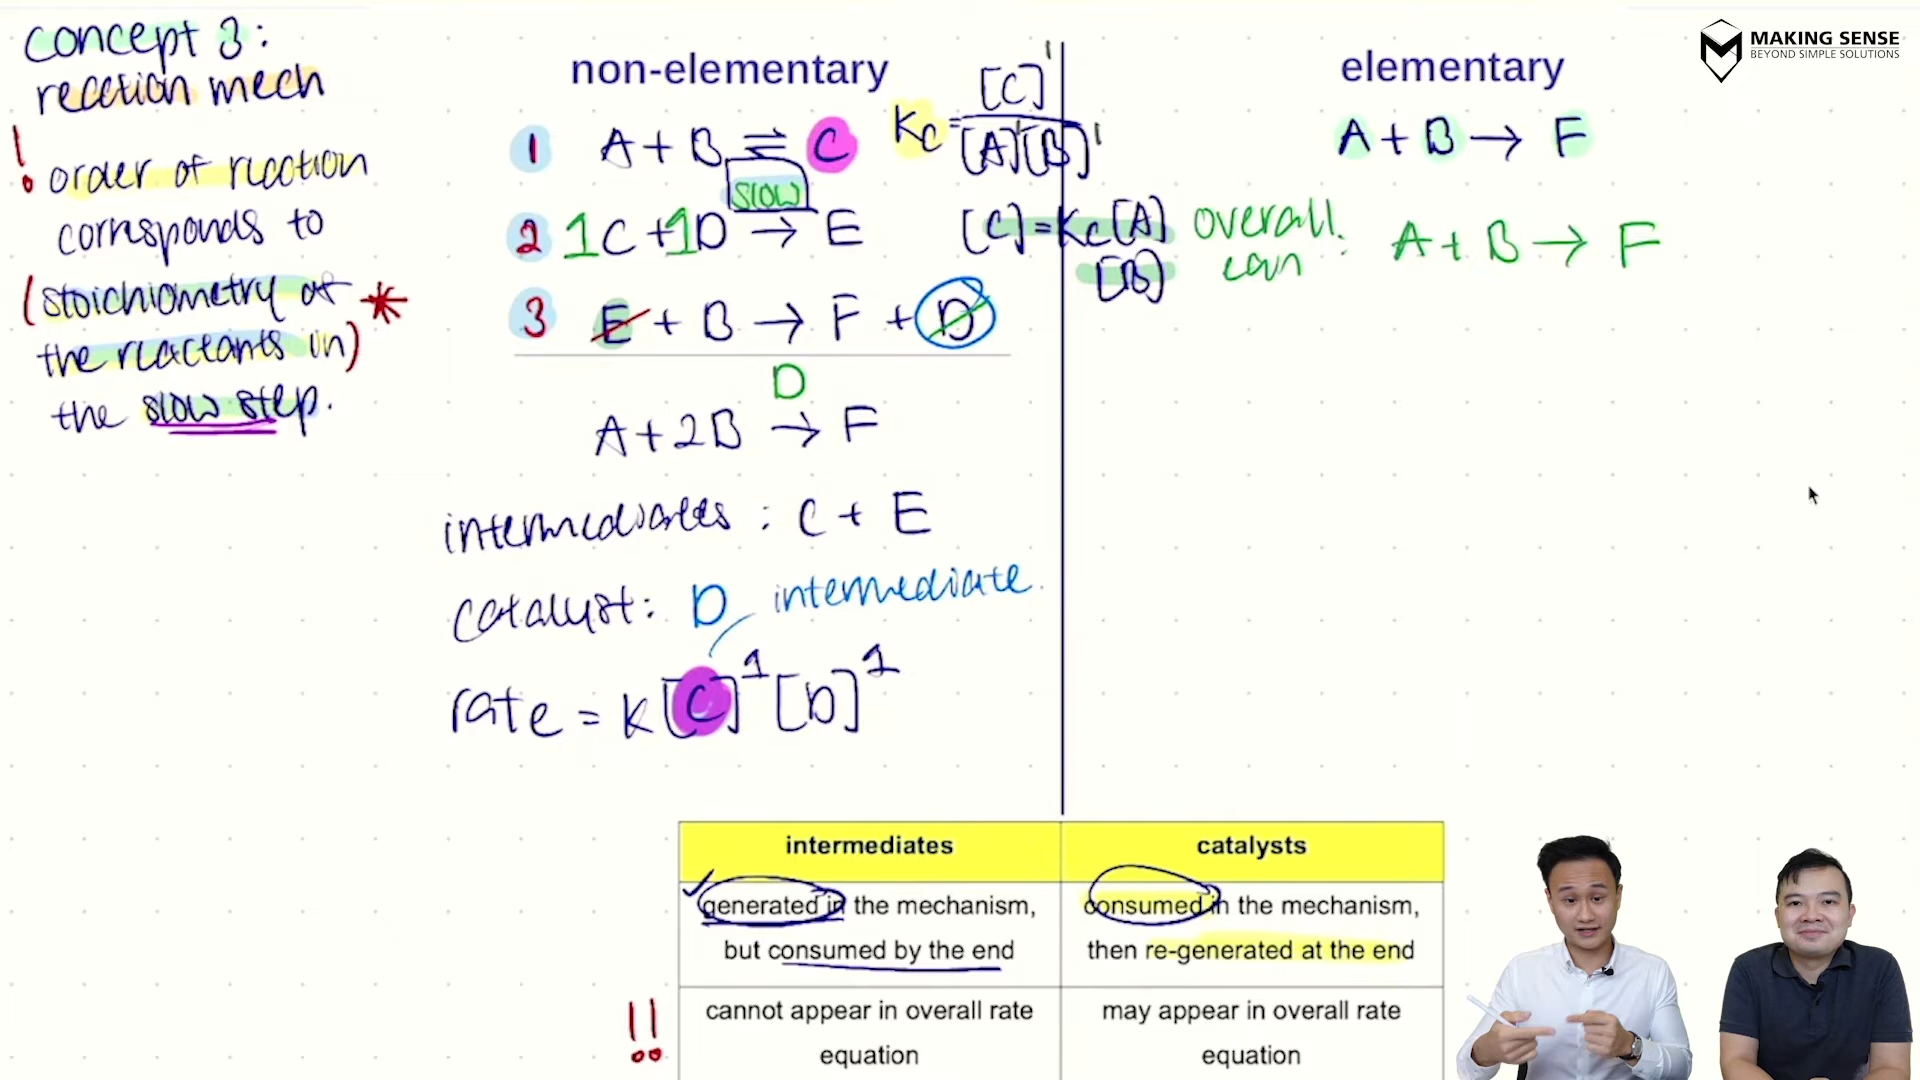 concept 3:
reaction mech
! order of reaction
corresponds to
(stoichiometry of *
the reactants in)
the slow step.
non-elementary
1 A + B ⇌ C
Kc = [C]¹ / [A]¹[B]¹
slow
2 1C + 1D → E
[C] = Kc[A]
[B]
3 E + B → F + D
D
A + 2B → F
intermediates : C + E
catalyst: D
intermediate.
rate = k[C]¹[D]¹
elementary
A + B → F
overall
eqn : A + B → F
MAKING SENSE
BEYOND SIMPLE SOLUTIONS
intermediates
catalysts
generated in the mechanism,
but consumed by the end
consumed in the mechanism,
then re-generated at the end
!!
cannot appear in overall rate
equation
may appear in overall rate
equation